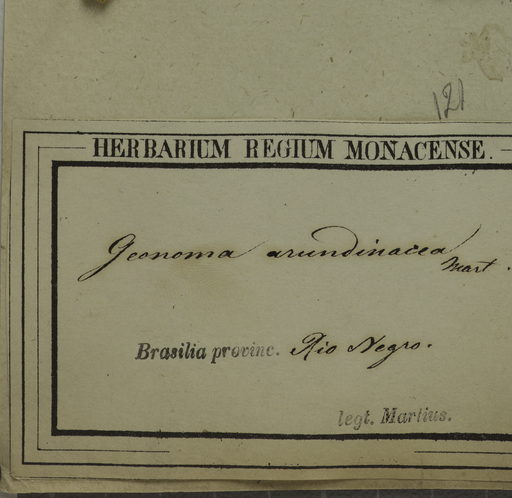 121
HERBARIUM REGIUM MONACENSE.
Geonoma arundinacea
Mart.
Brasilia provinc. Rio Negro.
legt. Martius.